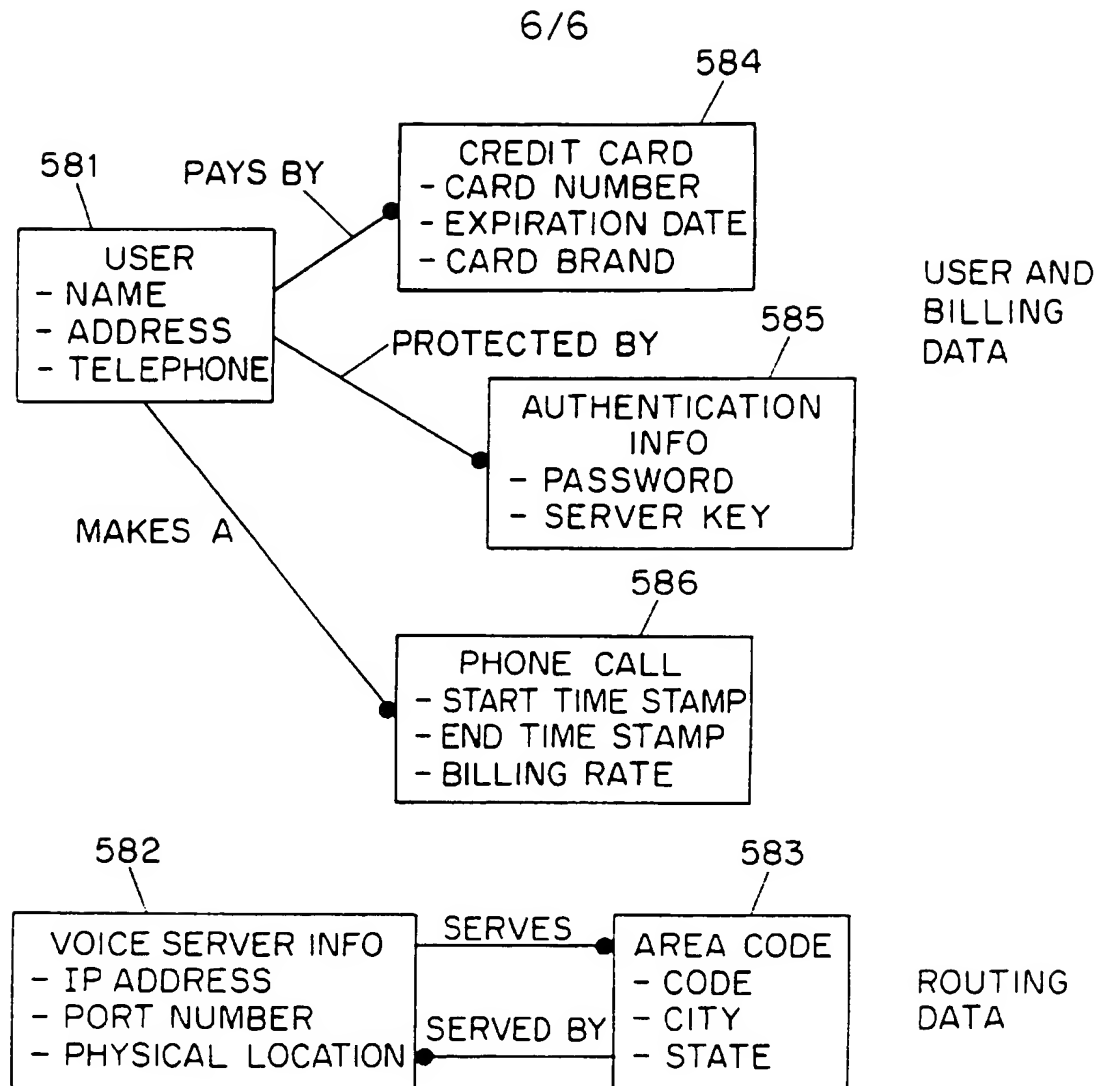 6/6
584
CREDIT CARD
- CARD NUMBER
- EXPIRATION DATE
- CARD BRAND
581
PAYS BY
USER
- NAME
- ADDRESS
- TELEPHONE
USER AND
BILLING
DATA
PROTECTED BY
585
AUTHENTICATION
INFO
- PASSWORD
- SERVER KEY
MAKES A
586
PHONE CALL
- START TIME STAMP
- END TIME STAMP
- BILLING RATE
582
VOICE SERVER INFO
- IP ADDRESS
- PORT NUMBER
- PHYSICAL LOCATION
SERVES
SERVED BY
583
AREA CODE
- CODE
- CITY
- STATE
ROUTING
DATA